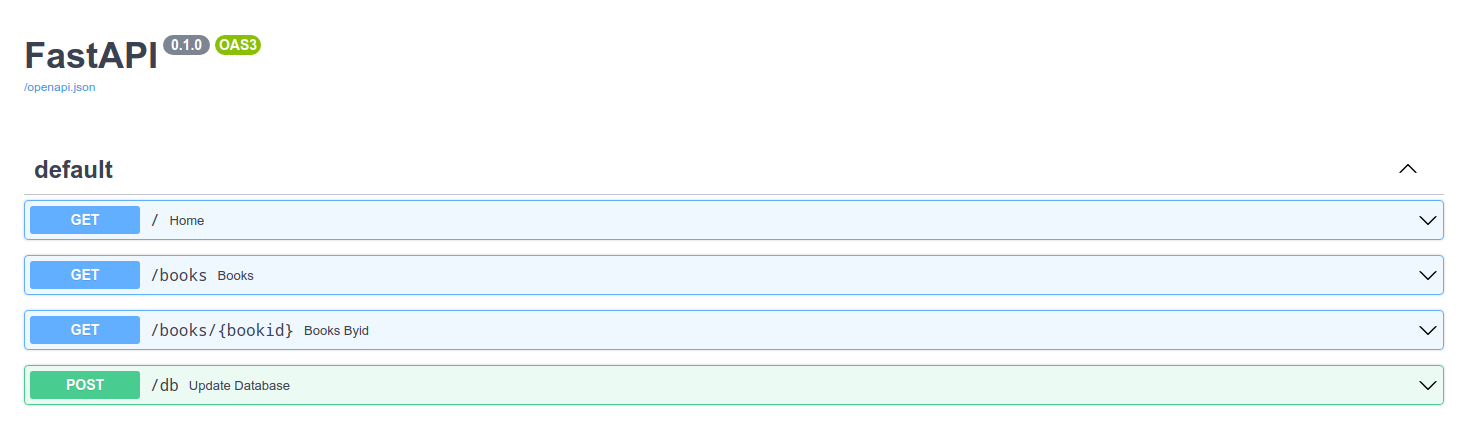 FastAPI 0.1.0 OAS3
/openapi.json
default
GET / Home
GET /books Books
GET /books/{bookid} Books Byid
POST /db Update Database